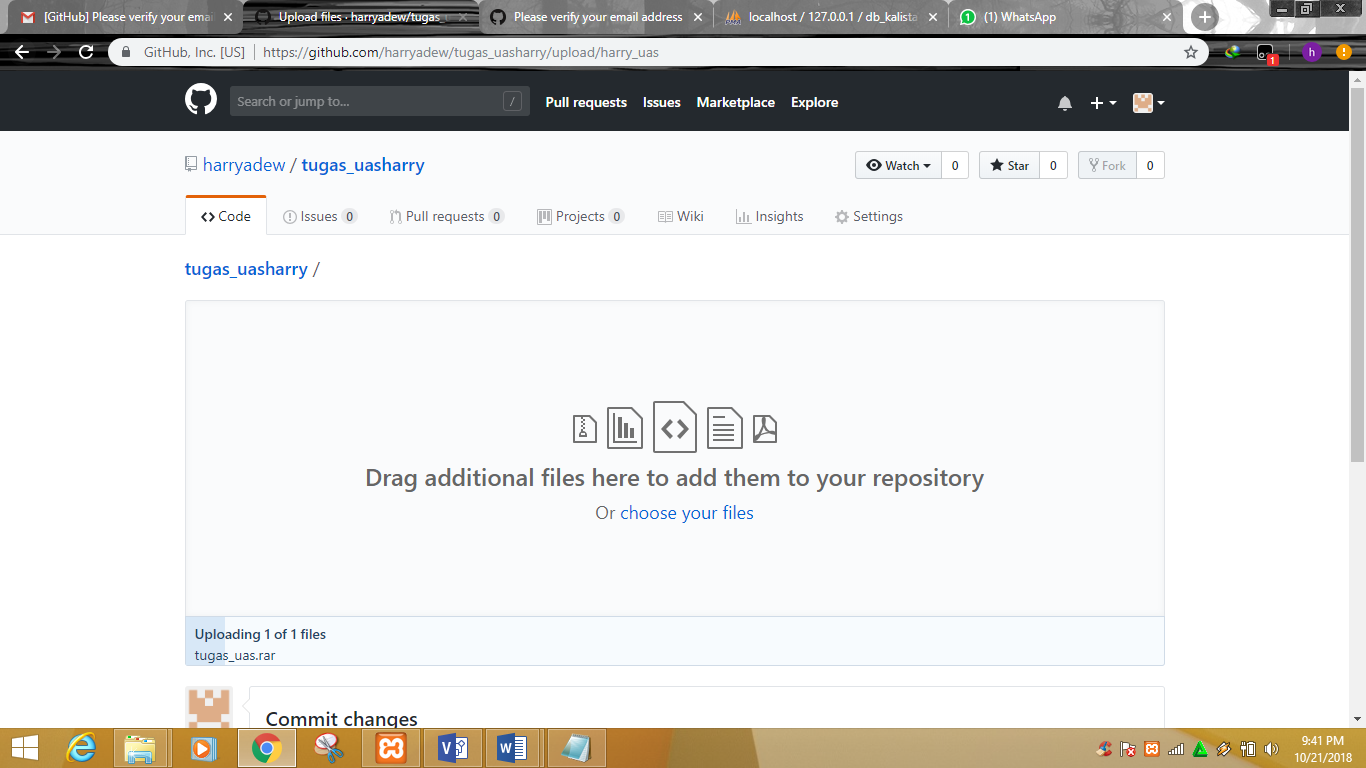 [GitHub] Please verify your emai
Upload files · harryadew/tugas_
Please verify your email address
localhost / 127.0.0.1 / db_kalista
(1) WhatsApp
GitHub, Inc. [US]
https://github.com/harryadew/tugas_uasharry/upload/harry_uas
h
1
Search or jump to...
/
Pull requests
Issues
Marketplace
Explore
harryadew / tugas_uasharry
Watch 0
Star 0
Fork 0
Code
Issues 0
Pull requests 0
Projects 0
Wiki
Insights
Settings
tugas_uasharry /
Drag additional files here to add them to your repository
Or choose your files
Uploading 1 of 1 files
tugas_uas.rar
Commit changes
9:41 PM
10/21/2018